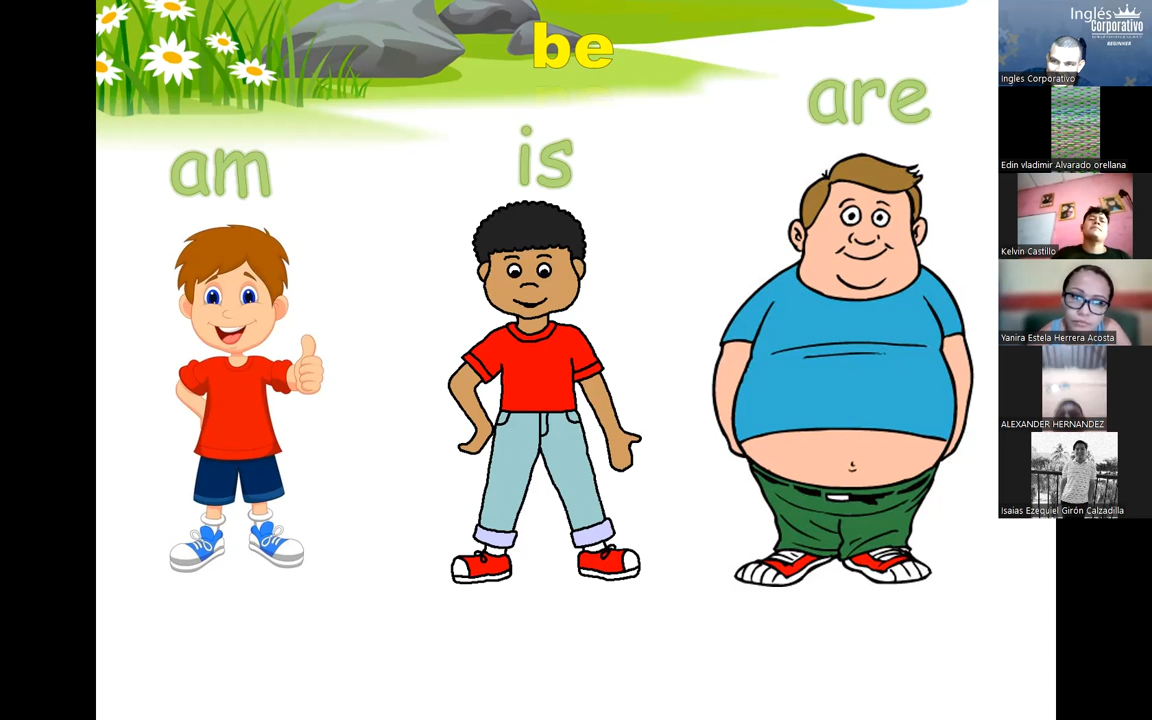 be
are
is
am
Inglés
Corporativo
BEGINNER
Ingles Corporativo
Edin vladimir Alvarado orellana
Kelvin Castillo
Yanira Estela Herrera Acosta
ALEXANDER HERNANDEZ
Isaias Ezequiel Girón Calzadilla